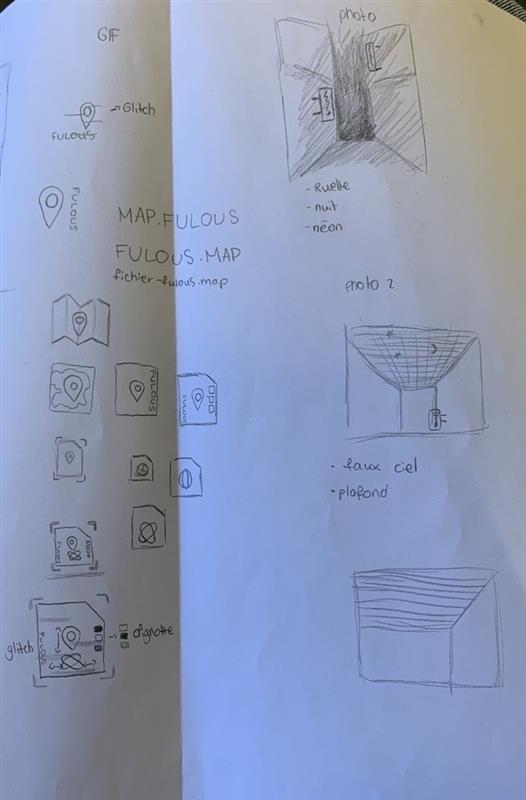 GIF
Glitch
FULOUS
FULOUS
MAP.FULOUS
FULOUS.MAP
fichier-fulous.map
FULOUS
FULOUS
FULOUS
glitch
FULOUS
clignotte
photo
- Ruelle
- nuit
- néon
photo 2
- faux ciel
- plafond